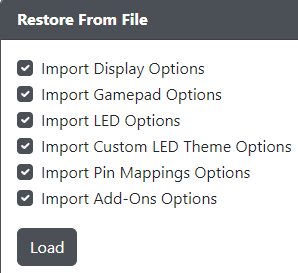 Restore From File
Import Display Options
Import Gamepad Options
Import LED Options
Import Custom LED Theme Options
Import Pin Mappings Options
Import Add-Ons Options
Load